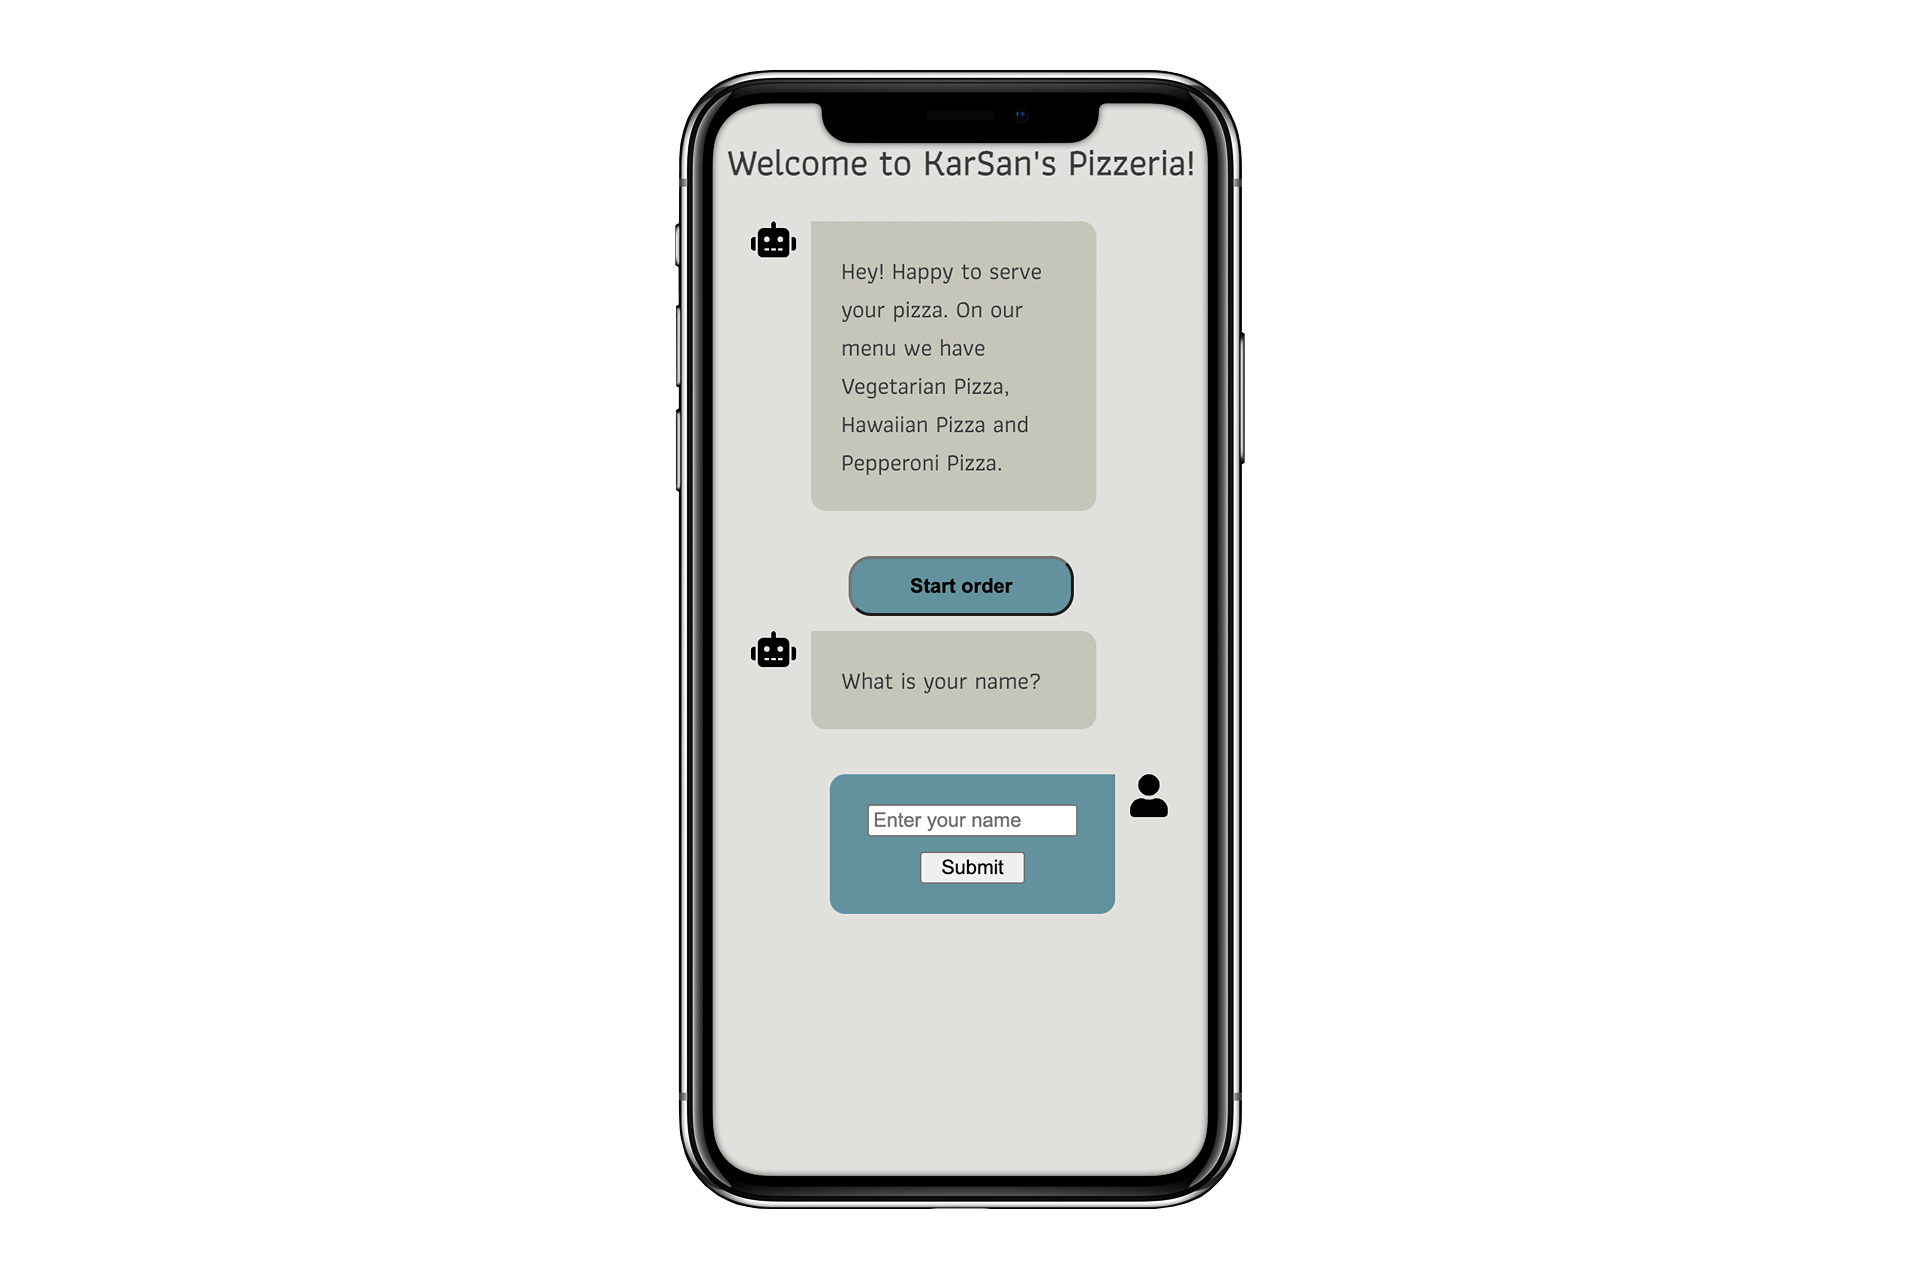 Welcome to KarSan's Pizzeria!
Hey! Happy to serve
your pizza. On our
menu we have
Vegetarian Pizza,
Hawaiian Pizza and
Pepperoni Pizza.
Start order
What is your name?
Enter your name
Submit